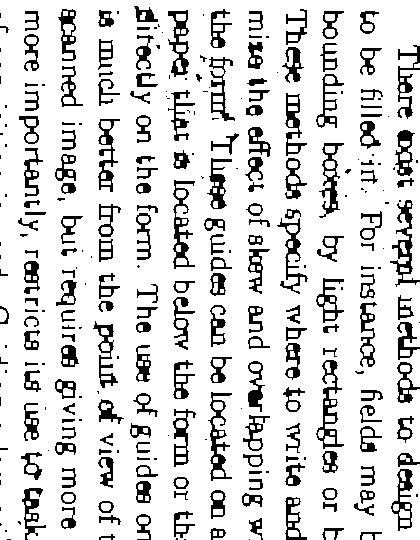 There exist several methods to design
to be filled in. For instance, fields may
bounding boxes, by light rectangles or
These methods specify where to write and
mize the effect of skew and overlapping
the form. These guides can be located on a
paper that is located below the form or
directly on the form. The use of guides on
is much better from the point of view of
scanned image, but requires giving more
more importantly, restricts its use to task